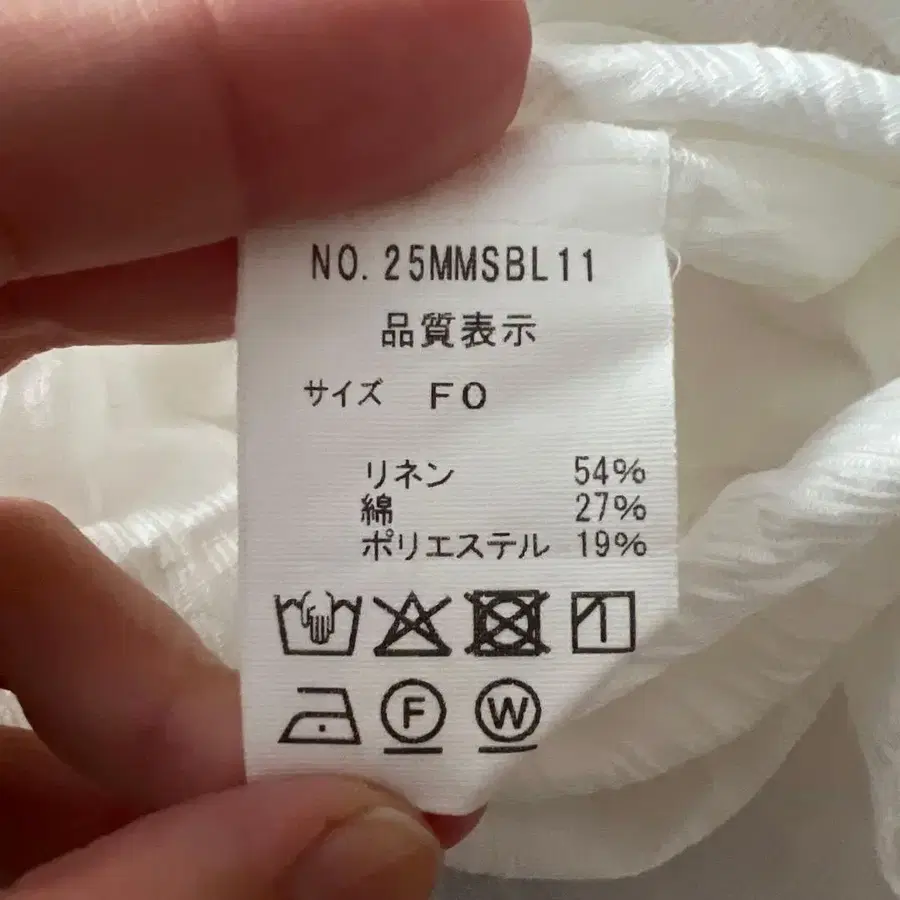 NO. 25MMSBL11
品質表示
サイズ FO
リネン 54%
綿 27%
ポリエステル 19%
F W